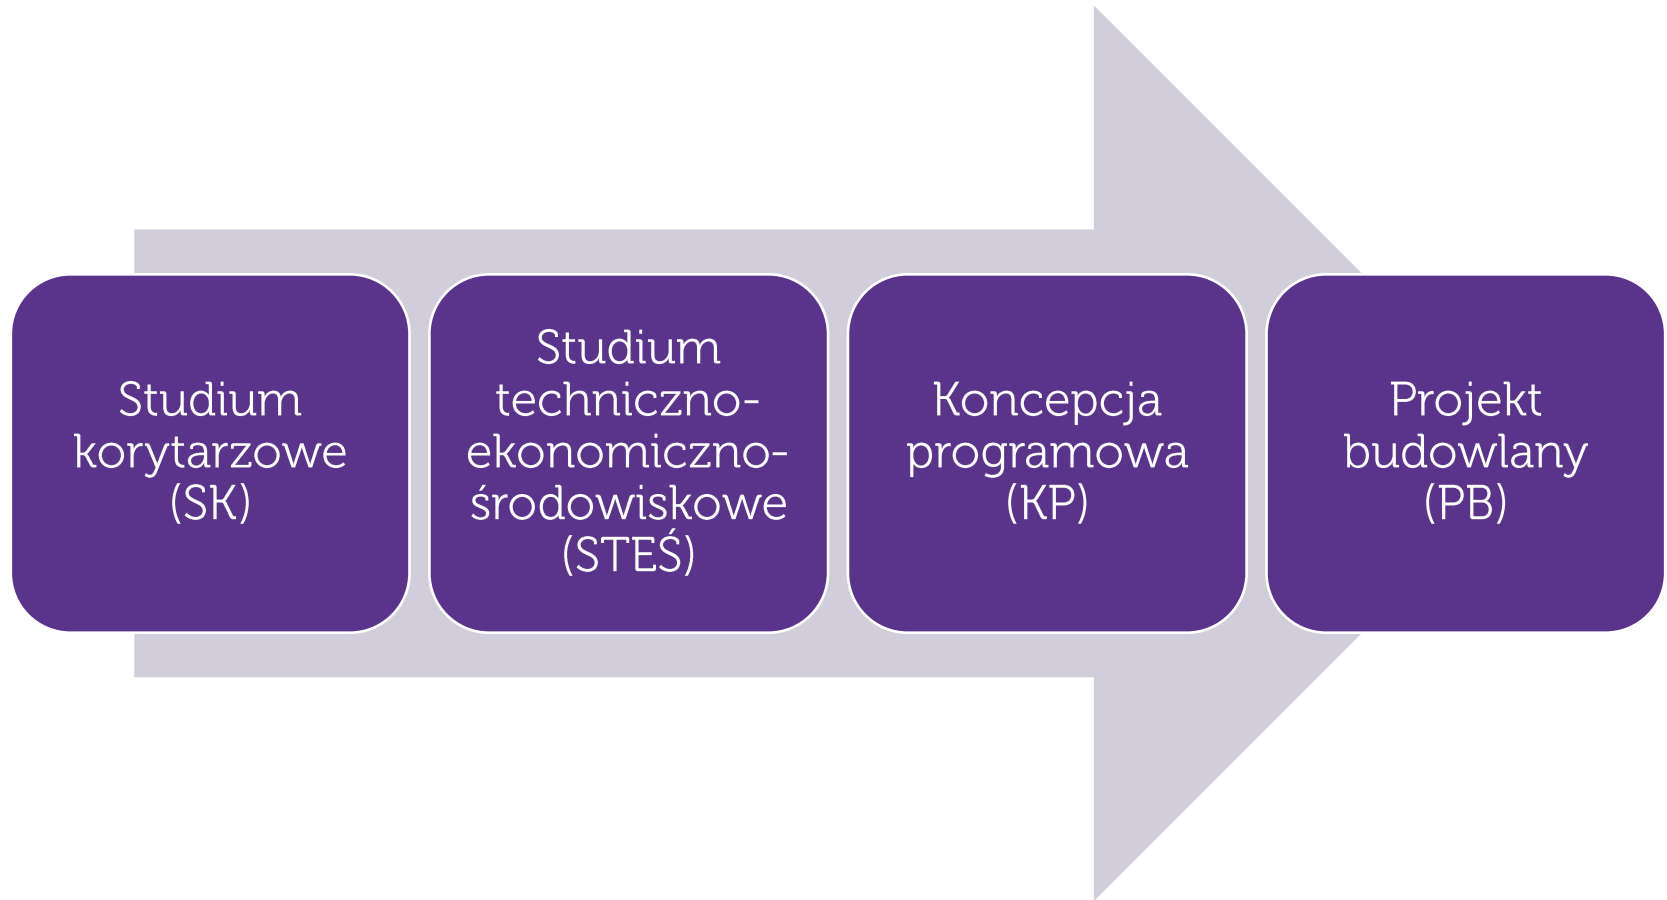 Studium
korytarzowe
(SK)
Studium
techniczno-
ekonomiczno-
środowiskowe
(STEŚ)
Koncepcja
programowa
(KP)
Projekt
budowlany
(PB)